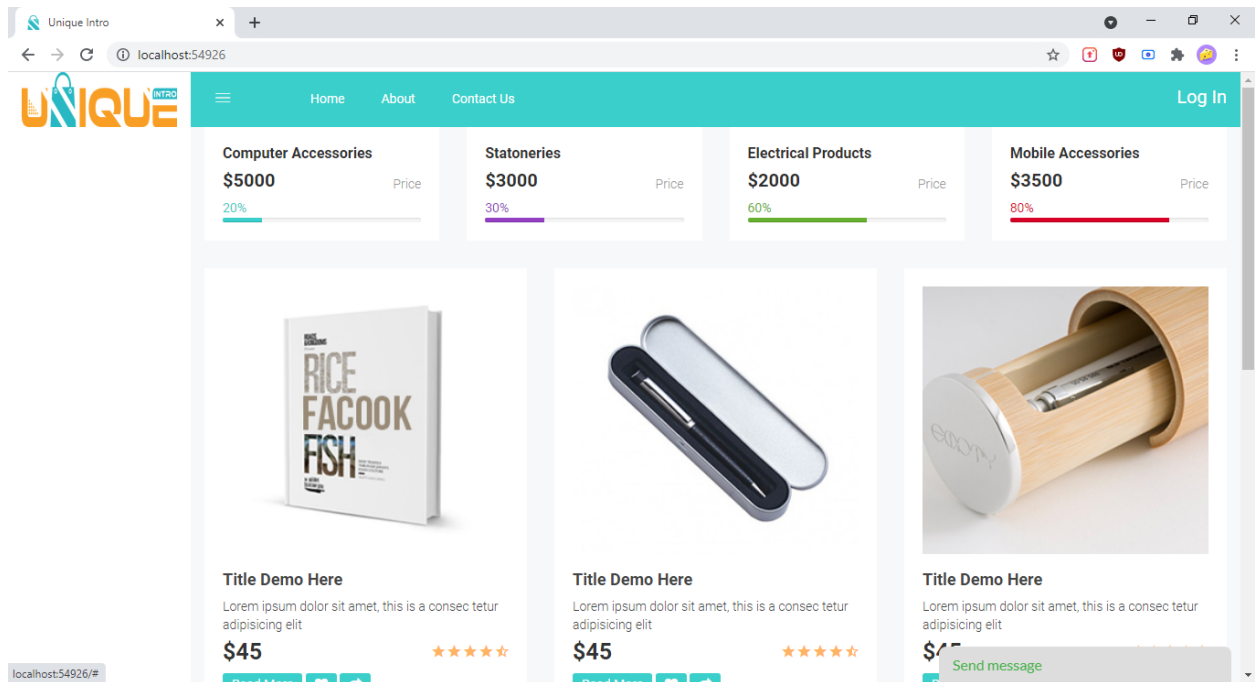 Unique Intro
localhost:54926
UNIQUE INTRO
Home About Contact Us Log In
Computer Accessories Statoneries Electrical Products Mobile Accessories
$5000 Price $3000 Price $2000 Price $3500 Price
20% 30% 60% 80%
RICE
FACOOK
FISH
Title Demo Here Title Demo Here Title Demo Here
Lorem ipsum dolor sit amet, this is a consec tetur Lorem ipsum dolor sit amet, this is a consec tetur Lorem ipsum dolor sit amet, this is a consec tetur
adipisicing elit adipisicing elit adipisicing elit
$45 $45
Send message
Read More Read More
localhost:54926/#